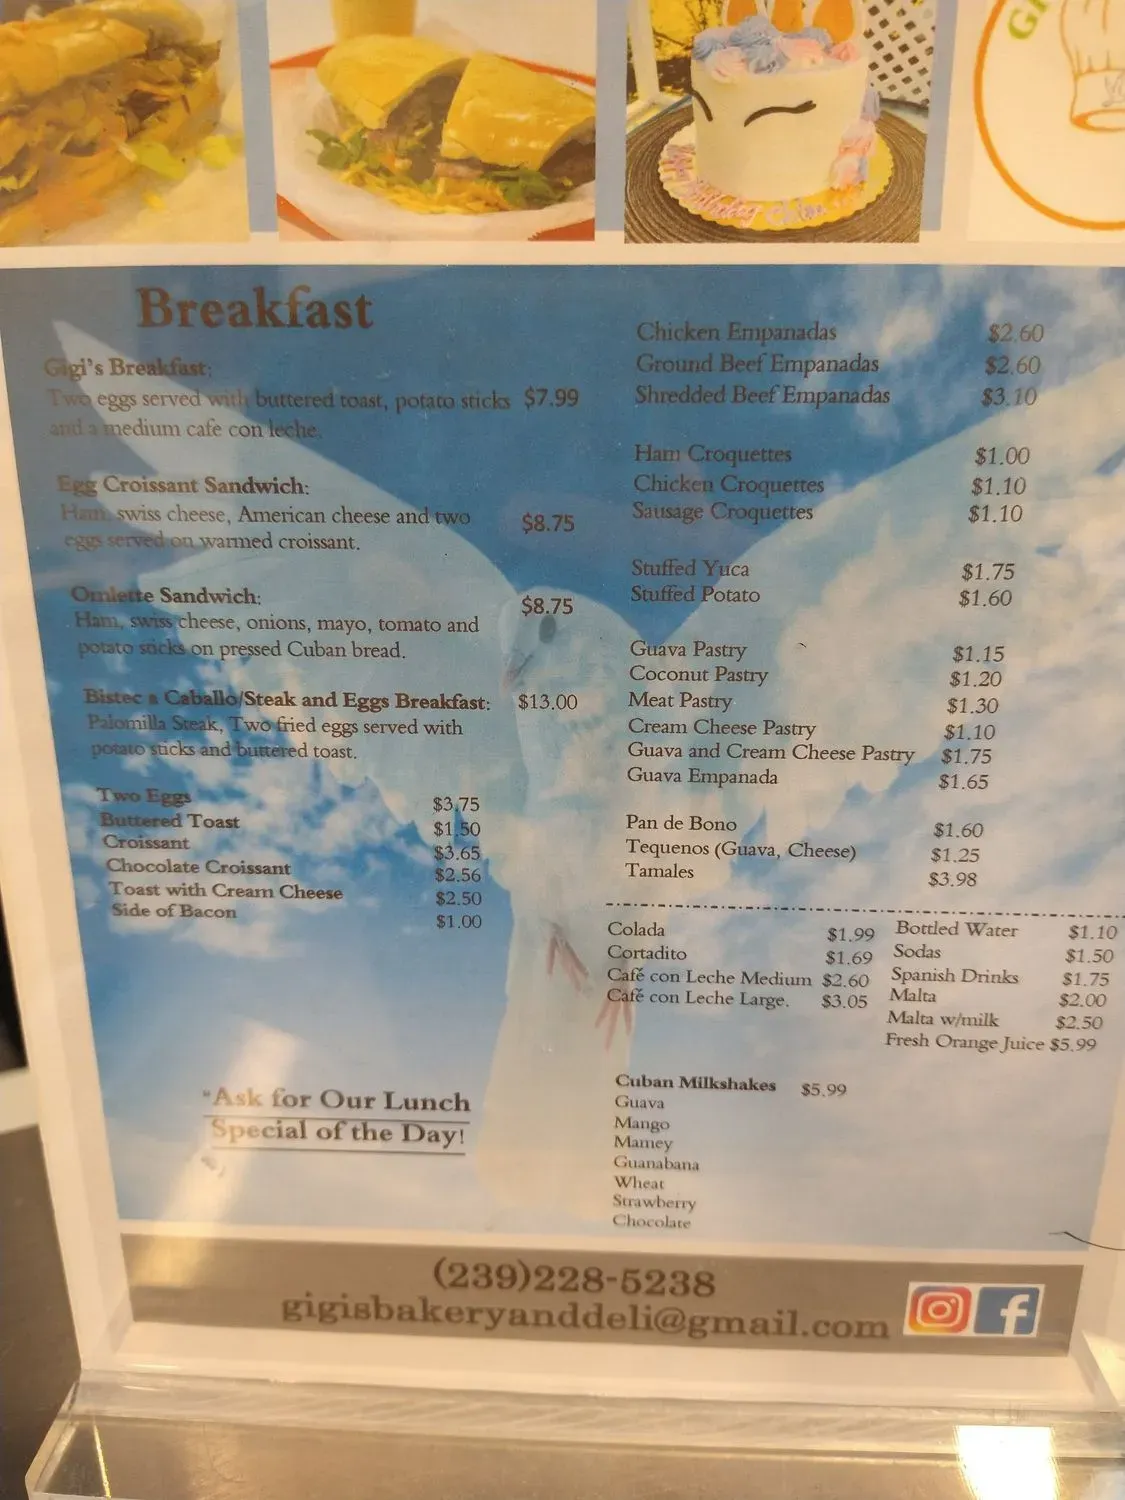 Breakfast
Gigi's Breakfast:
Two eggs served with buttered toast, potato sticks $7.99
and a medium cafe con leche.
Egg Croissant Sandwich:
Ham, swiss cheese, American cheese and two
eggs served on warmed croissant.
$8.75
Omlette Sandwich:
$8.75
Ham, swiss cheese, onions, mayo, tomato and
potato sticks on pressed Cuban bread.
Bistec a Caballo/Steak and Eggs Breakfast: $13.00
Palomilla Steak, Two fried eggs served with
potato sticks and buttered toast.
Two Eggs $3.75
Buttered Toast $1.50
Croissant $3.65
Chocolate Croissant $2.56
Toast with Cream Cheese $2.50
Side of Bacon $1.00
"Ask for Our Lunch
Special of the Day!
Chicken Empanadas $2.60
Ground Beef Empanadas $2.60
Shredded Beef Empanadas $3.10
Ham Croquettes $1.00
Chicken Croquettes $1.10
Sausage Croquettes $1.10
Stuffed Yuca $1.75
Stuffed Potato $1.60
Guava Pastry $1.15
Coconut Pastry $1.20
Meat Pastry $1.30
Cream Cheese Pastry $1.10
Guava and Cream Cheese Pastry $1.75
Guava Empanada $1.65
Pan de Bono $1.60
Tequenos (Guava, Cheese) $1.25
Tamales $3.98
Colada $1.99
Cortadito $1.69
Café con Leche Medium $2.60
Café con Leche Large. $3.05
Bottled Water $1.10
Sodas $1.50
Spanish Drinks $1.75
Malta $2.00
Malta w/milk $2.50
Fresh Orange Juice $5.99
Cuban Milkshakes $5.99
Guava
Mango
Mamey
Guanabana
Wheat
Strawberry
Chocolate
(239)228-5238
gigisbakeryanddeli@gmail.com